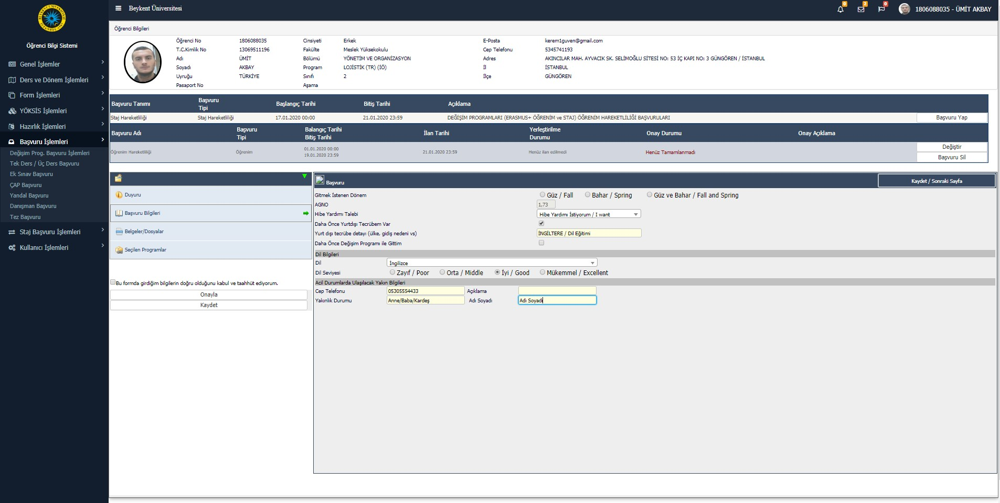 Beykent Üniversitesi
0
2
0
1806088035 - ÜMİT AKBAY
Öğrenci Bilgi Sistemi
Genel İşlemler
Ders ve Dönem İşlemleri
Form İşlemleri
YÖKSİS İşlemleri
Hazırlık İşlemleri
Başvuru İşlemleri
Değişim Prog. Başvuru İşlemleri
Tek Ders / Üç Ders Başvuru
Ek Sınav Başvuru
ÇAP Başvuru
Yandal Başvuru
Danışman Başvuru
Tez Başvuru
Staj Başvuru İşlemleri
Kullanıcı İşlemleri
Öğrenci Bilgileri
Öğrenci No 1806088035 Cinsiyeti Erkek E-Posta kerem1guven@gmail.com
T.C.Kimlik No 13069511196 Fakülte Meslek Yüksekokulu Cep Telefonu 5345741193
Adı ÜMİT Bölümü YÖNETİM VE ORGANİZASYON Adres AKINCILAR MAH. AYVACIK SK. SELİMOĞLU SİTESİ NO: 53 İÇ KAPI NO: 3 GÜNGÖREN / İSTANBUL
Soyadı AKBAY Program LOJİSTİK (TR) (İÖ) İl İSTANBUL
Uyruğu TÜRKİYE Sınıfı 2 İlçe GÜNGÖREN
Pasaport No Aşama
Başvuru Tanımı Başvuru Tipi Başlangıç Tarihi Bitiş Tarihi Açıklama
Staj Hareketliliği Staj Hareketliliği 17.01.2020 00:00 21.01.2020 23:59 DEĞİŞİM PROGRAMLARI (ERASMUS+ ÖĞRENİM ve STAJ) ÖĞRENİM HAREKETLİLİĞİ BAŞVURULARI Başvuru Yap
Başvuru Adı Başvuru Tipi Balangıç Tarihi Bitiş Tarihi İlan Tarihi Yerleştirilme Durumu Onay Durumu Onay Açıklama
Öğrenim Hareketliliği Öğrenim 01.01.2020 00:00 19.01.2020 23:59 21.01.2020 23:59 Henüz ilan edilmedi Henüz Tamamlanmadı Değiştir
Başvuru Sil
Duyuru
Başvuru Bilgileri
Belgeler/Dosyalar
Seçilen Programlar
Bu formda girdiğim bilgilerin doğru olduğunu kabul ve taahhüt ediyorum.
Onayla
Kaydet
Başvuru Kaydet / Sonraki Sayfa
Gitmek İstenen Dönem Güz / Fall Bahar / Spring Güz ve Bahar / Fall and Spring
AGNO 1,73
Hibe Yardımı Talebi Hibe Yardımı İstiyorum / I want
Daha Önce Yurtdışı Tecrübem Var
Yurt dışı tecrübe detayı (ülke, gidiş nedeni vs) İNGİLTERE / Dil Eğitimi
Daha Önce Değişim Programı ile Gittim
Dil Bilgileri
Dil İngilizce
Dil Seviyesi Zayıf / Poor Orta / Middle İyi / Good Mükemmel / Excellent
Acil Durumlarda Ulaşılacak Yakın Bilgileri
Cep Telefonu 05305554433 Açıklama
Yakınlık Durumu Anne/Baba/Kardeş Adı Soyadı Adı Soyadı